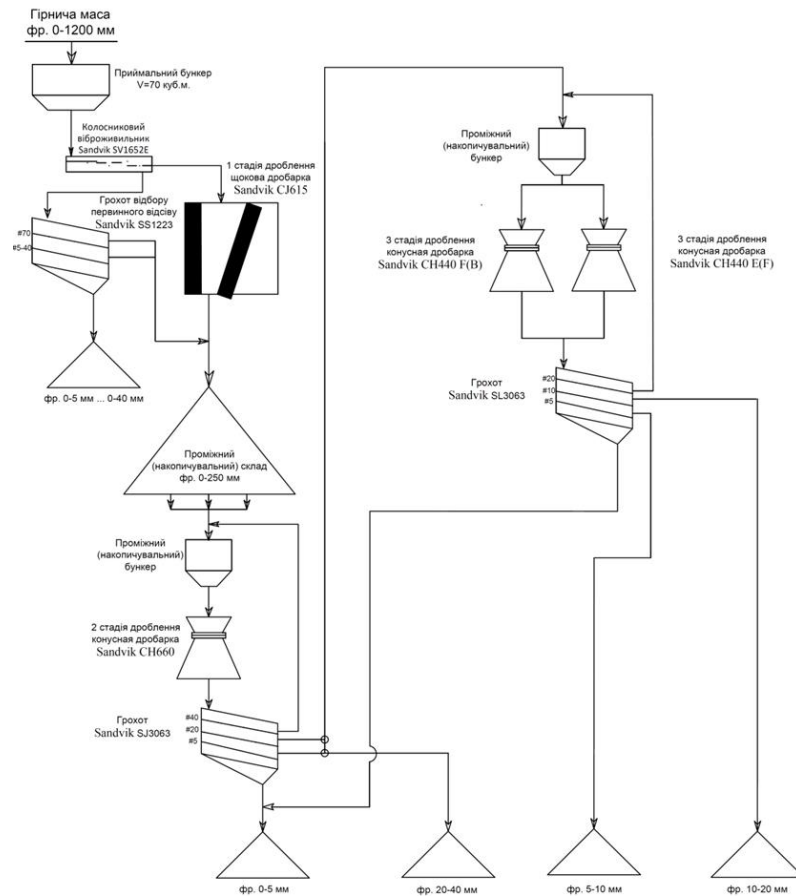 Гірнича маса
фр. 0-1200 мм
Приймальний бункер
V=70 куб.м.
Колосниковий
віброживильник
Sandvik SV1652E
1 стадія дроблення
щокова дробарка
Sandvik CJ615
Грохот відбору
первинного відсіву
Sandvik SS1223
#70
#5-40
фр. 0-5 мм ... 0-40 мм
Проміжний
(накопичувальний) склад
фр. 0-250 мм
Проміжний
(накопичувальний)
бункер
2 стадія дроблення
конусная дробарка
Sandvik CH660
Грохот
Sandvik SJ3063
#40
#20
#5
Проміжний
(накопичувальний)
бункер
3 стадія дроблення
конусная дробарка
Sandvik CH440 F(B)
3 стадія дроблення
конусная дробарка
Sandvik CH440 E(F)
Грохот
Sandvik SL3063
#20
#10
#5
фр. 0-5 мм
фр. 20-40 мм
фр. 5-10 мм
фр. 10-20 мм